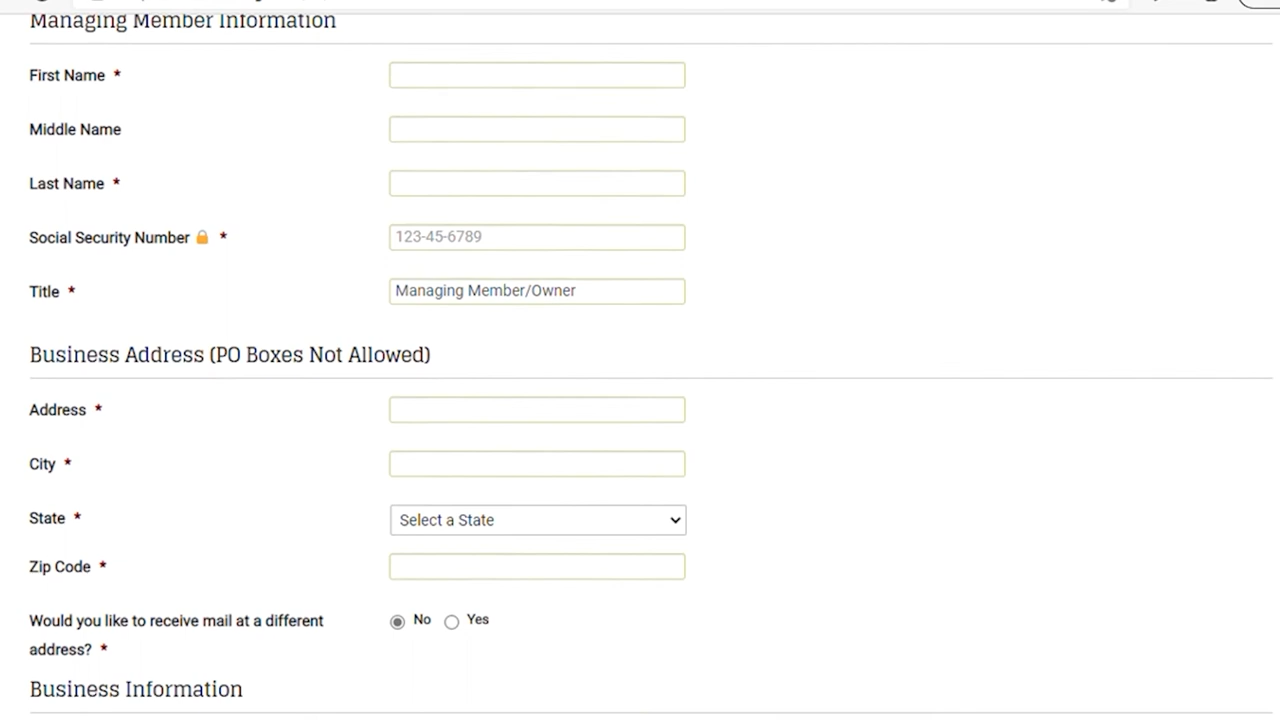 Managing Member Information
First Name *
Middle Name
Last Name *
Social Security Number 🔒 * 123-45-6789
Title * Managing Member/Owner
Business Address (PO Boxes Not Allowed)
Address *
City *
State * Select a State
Zip Code *
Would you like to receive mail at a different No Yes
address? *
Business Information